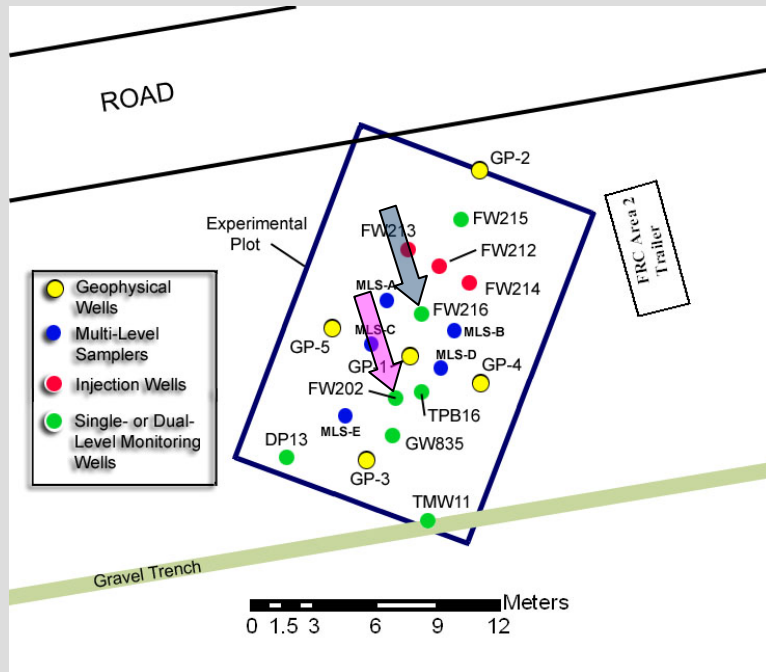 ROAD
GP-2
FRC Area 2
Trailer
FW215
Experimental
Plot
FW213
FW212
FW214
MLS-A
FW216
MLS-B
Geophysical
Wells
Multi-Level
Samplers
Injection Wells
Single- or Dual-
Level Monitoring
Wells
GP-5
MLS-C
MLS-D
GP-1
GP-4
FW202
TPB16
MLS-E
GW835
DP13
GP-3
TMW11
Gravel Trench
Meters
0 1.5 3 6 9 12